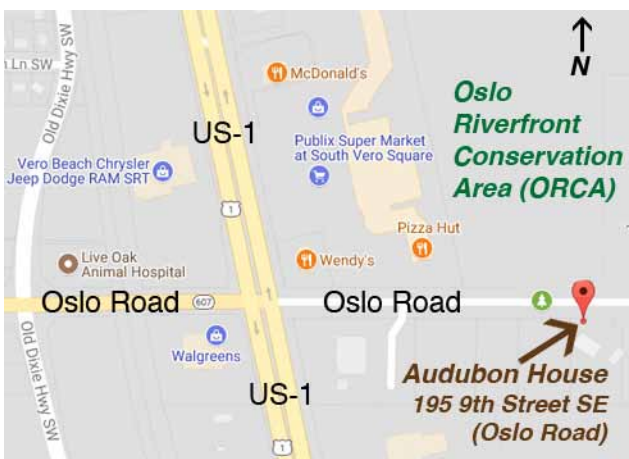 n Ln SW
Old Dixie Hwy SW
US-1
McDonald's
N
Oslo
Riverfront
Conservation
Area (ORCA)
Publix Super Market
at South Vero Square
Vero Beach Chrysler
Jeep Dodge RAM SRT
1
Pizza Hut
Live Oak
Animal Hospital
Wendy's
Oslo Road
607
Oslo Road
Walgreens
Old Dixie Hwy SW
US-1
1
Audubon House
195 9th Street SE
(Oslo Road)